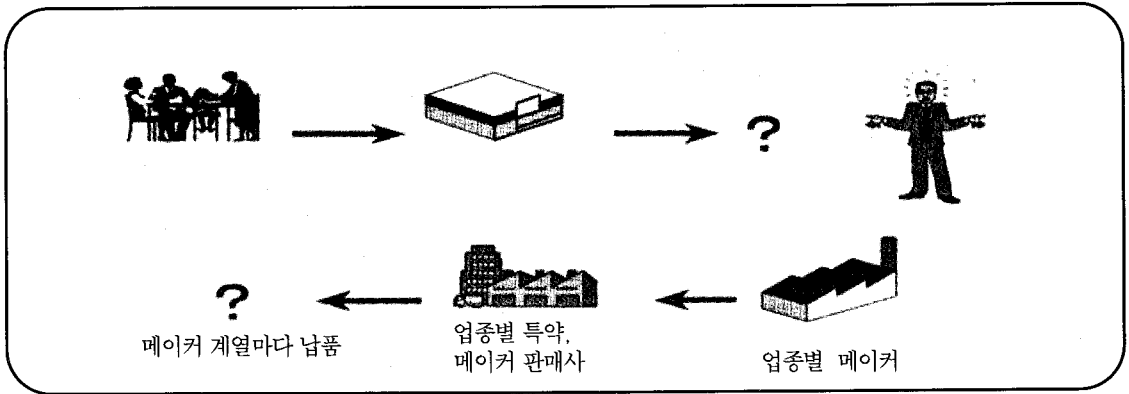 ?
?
메이커 계열마다 납품
업종별 특약,
메이커 판매사
업종별 메이커